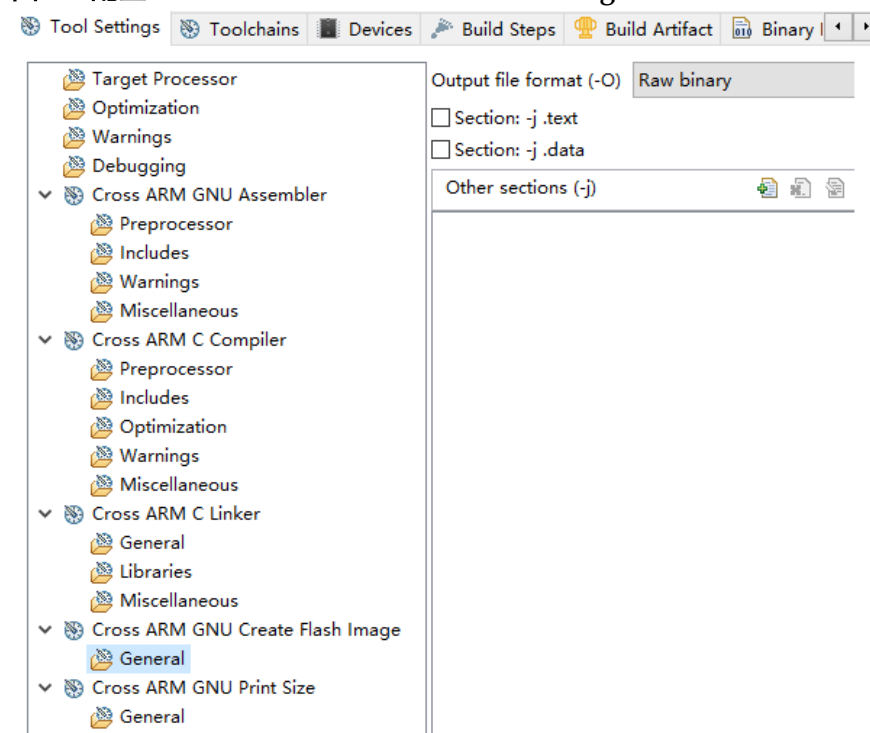 Tool Settings Toolchains Devices Build Steps Build Artifact Binary
Target Processor
Optimization
Warnings
Debugging
Cross ARM GNU Assembler
Preprocessor
Includes
Warnings
Miscellaneous
Cross ARM C Compiler
Preprocessor
Includes
Optimization
Warnings
Miscellaneous
Cross ARM C Linker
General
Libraries
Miscellaneous
Cross ARM GNU Create Flash Image
General
Cross ARM GNU Print Size
General
Output file format (-O) Raw binary
Section: -j .text
Section: -j .data
Other sections (-j)